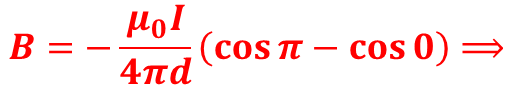 B = − μ₀I / 4πd (cos π − cos 0) ⟹